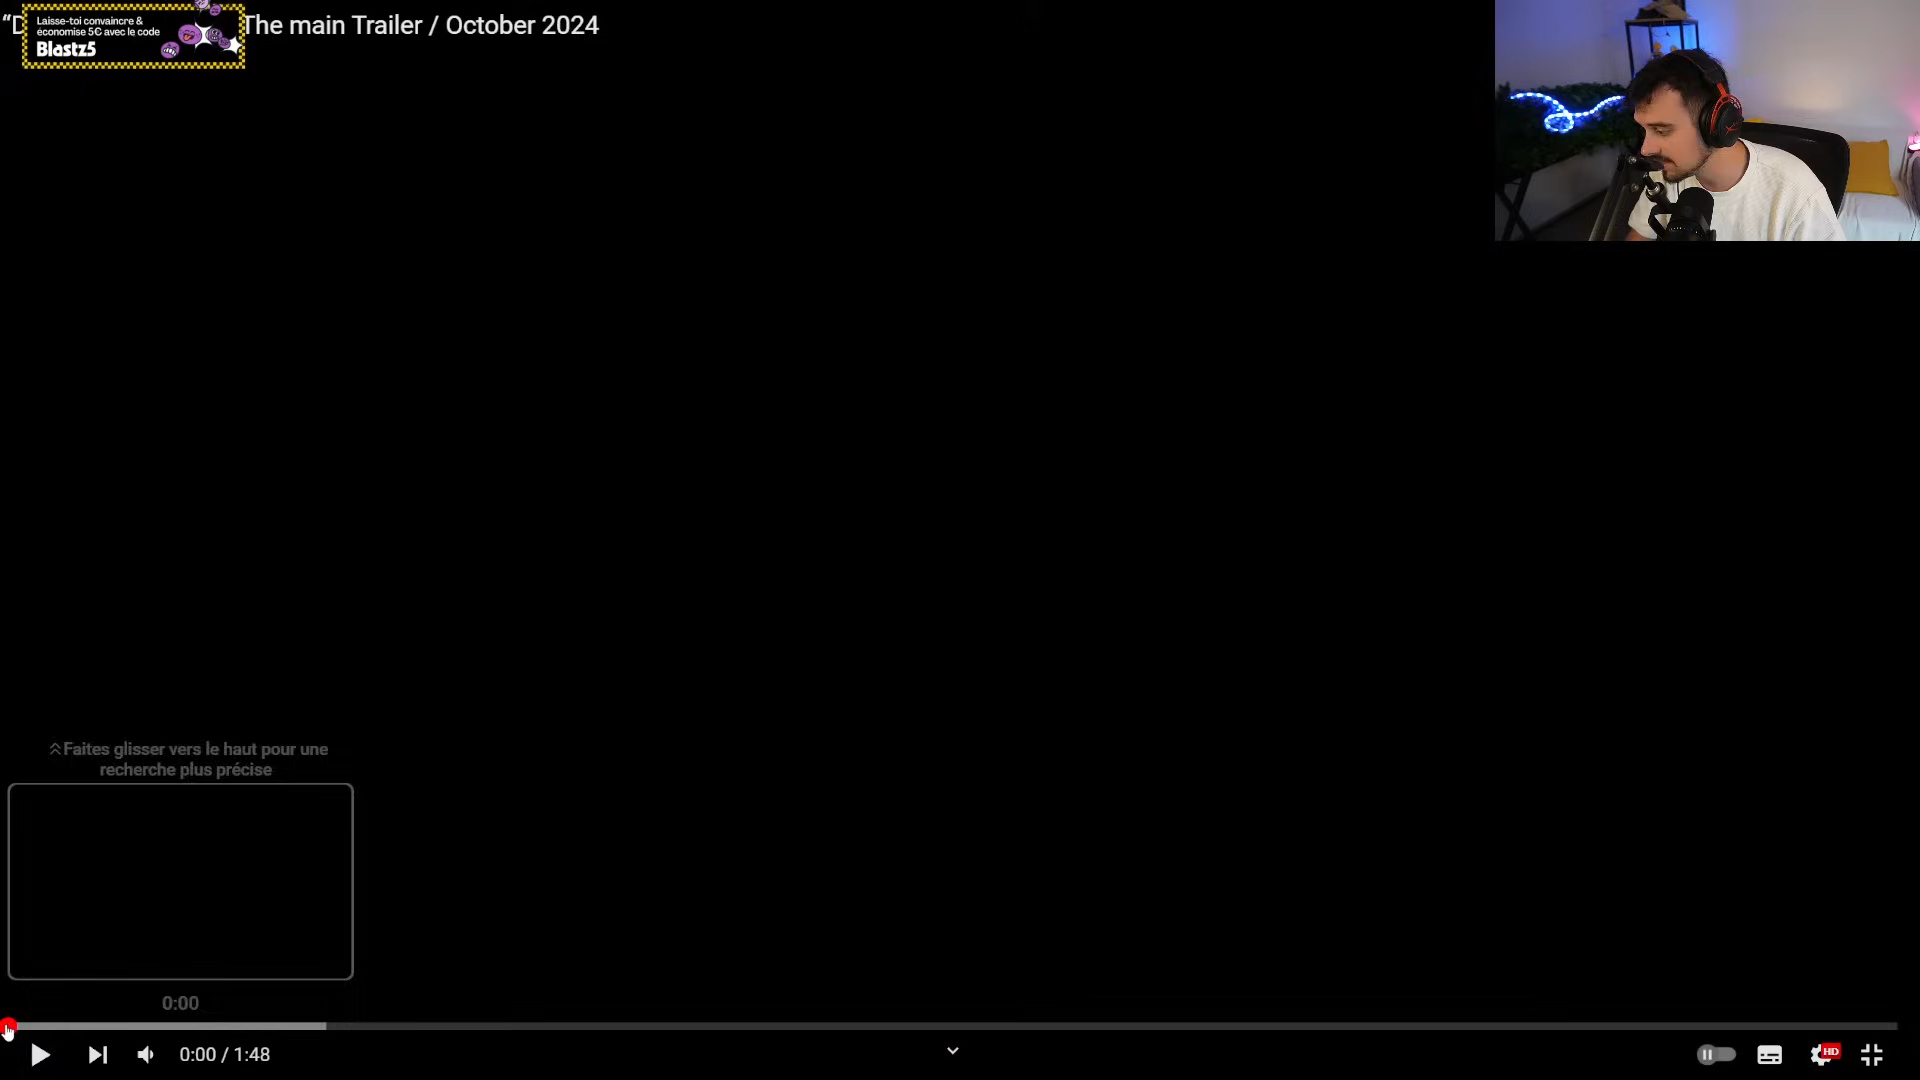 “D
The main Trailer / October 2024
Laisse-toi convaincre &
économise 5€ avec le code
Blastz5
Faites glisser vers le haut pour une
recherche plus précise
0:00
0:00 / 1:48
HD